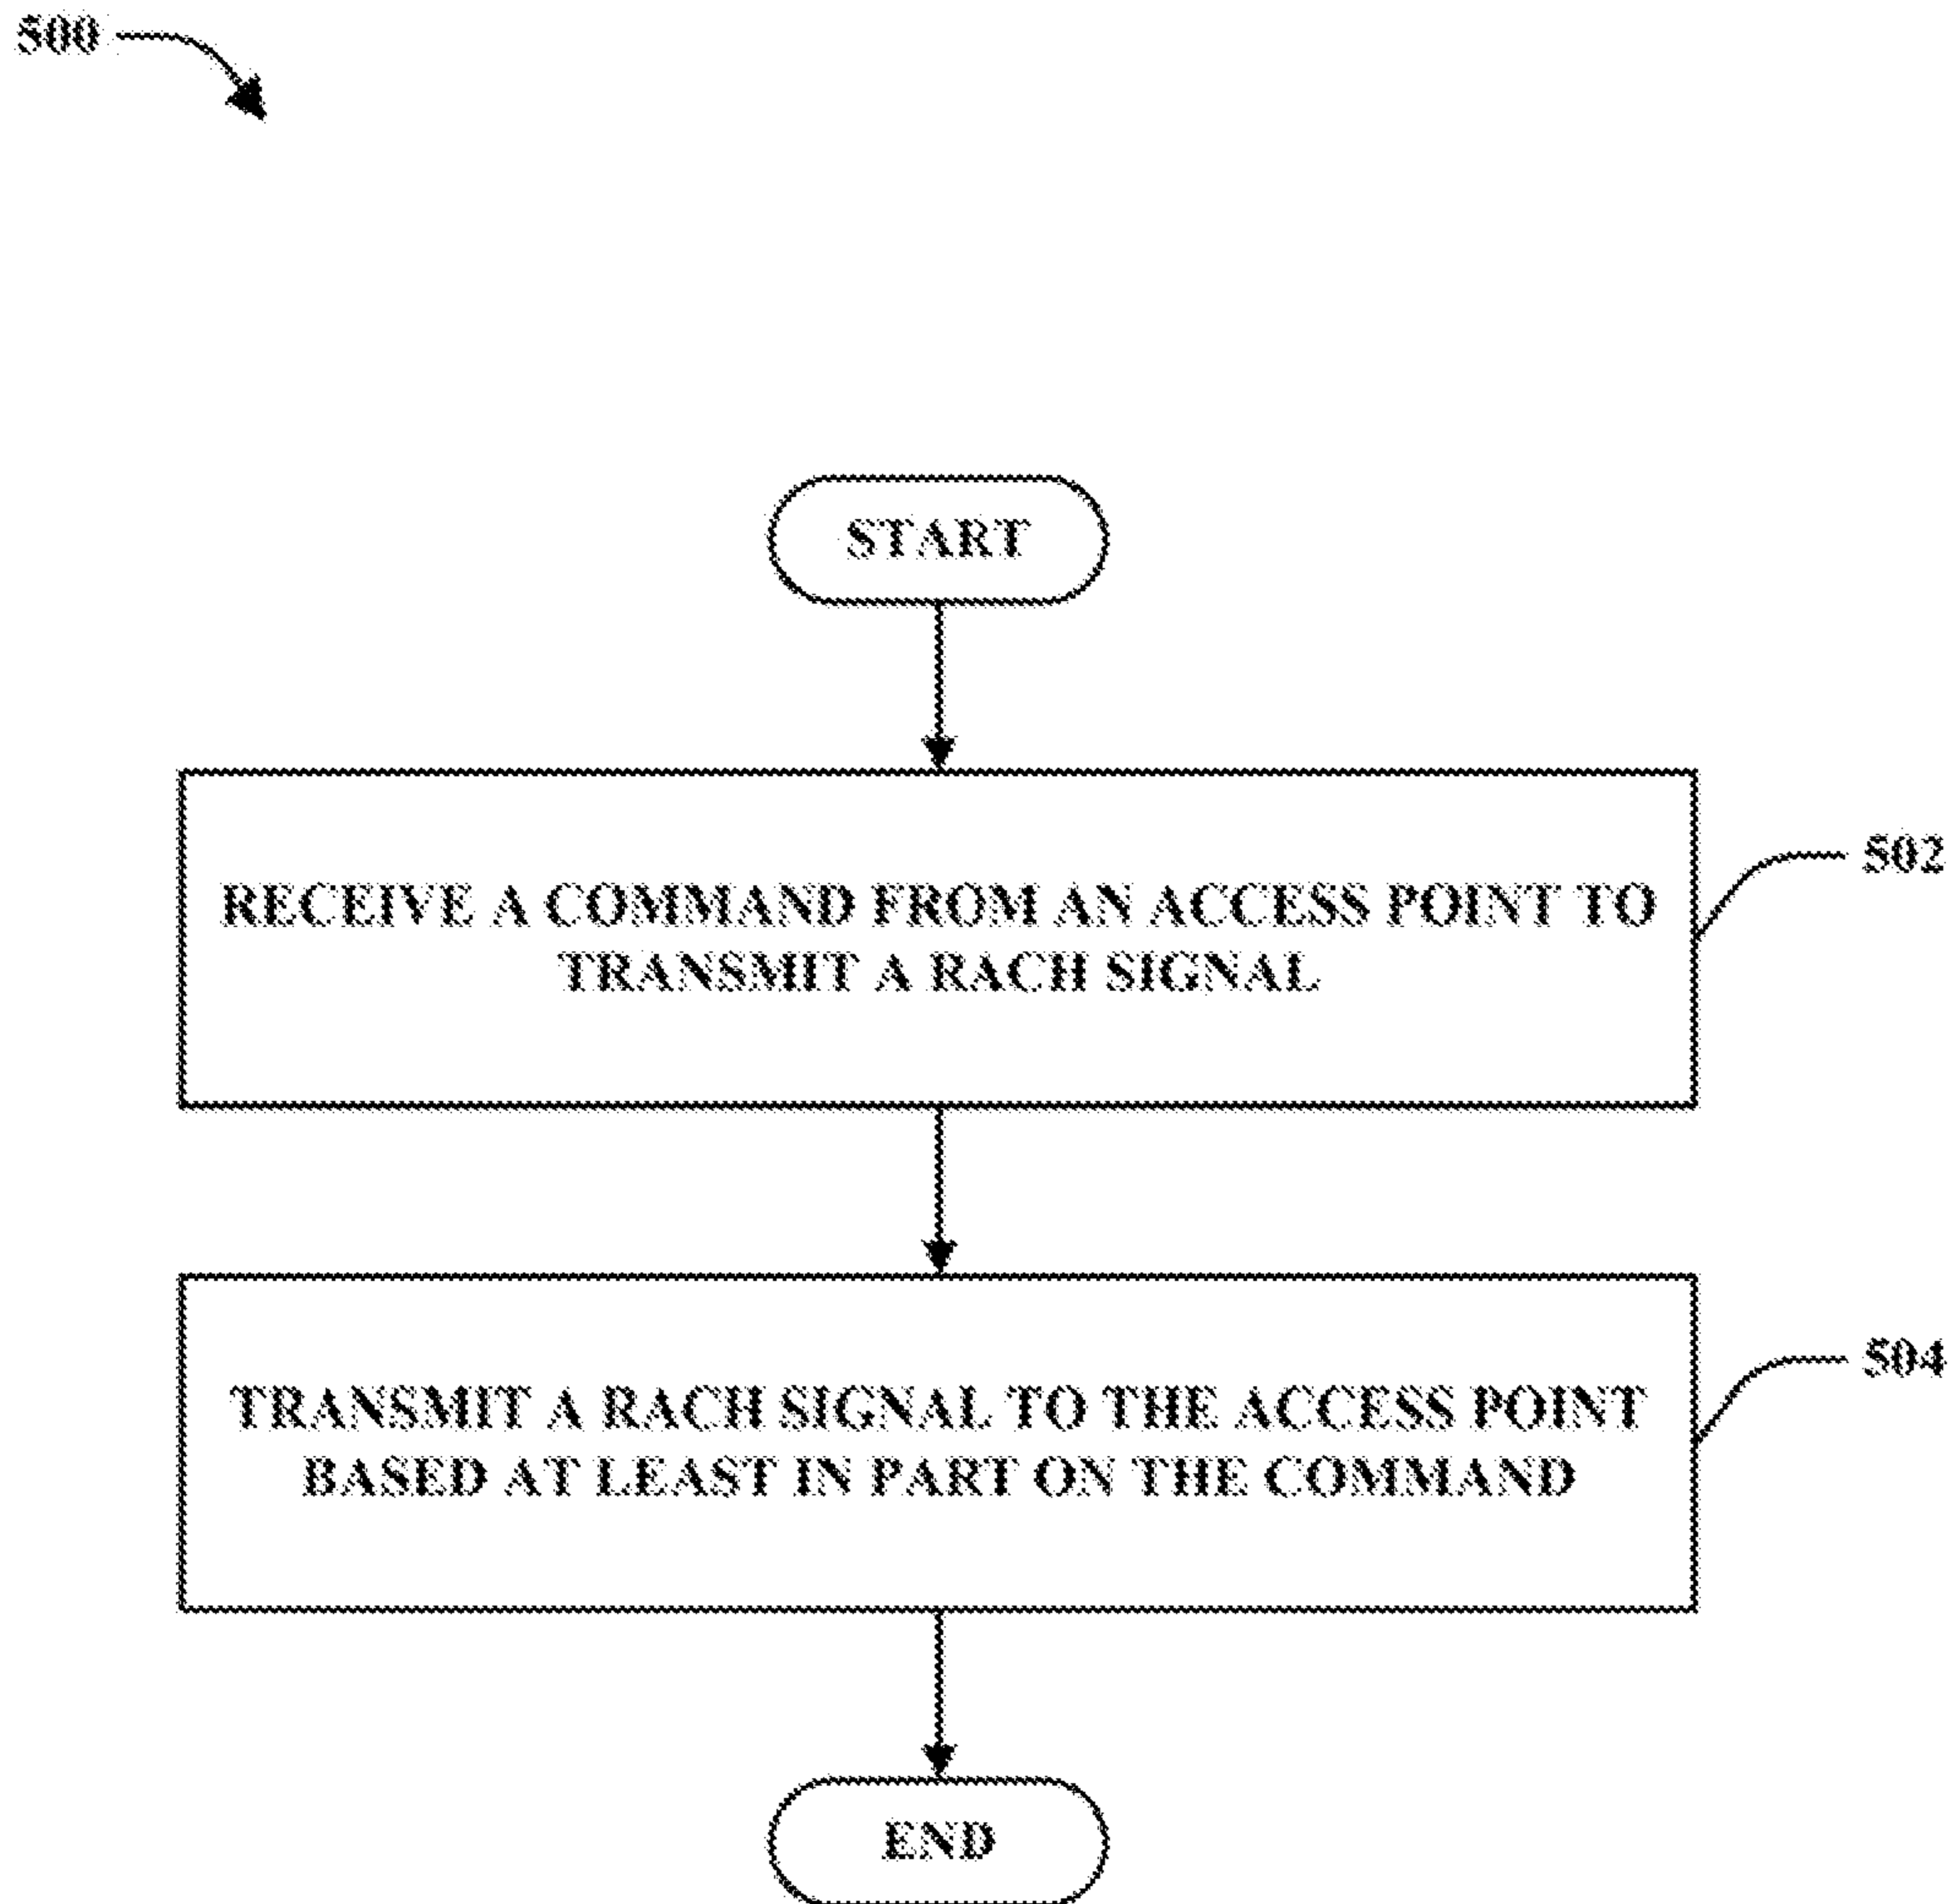 500
START
RECEIVE A COMMAND FROM AN ACCESS POINT TO
TRANSMIT A RACH SIGNAL
502
TRANSMIT A RACH SIGNAL TO THE ACCESS POINT
BASED AT LEAST IN PART ON THE COMMAND
504
END